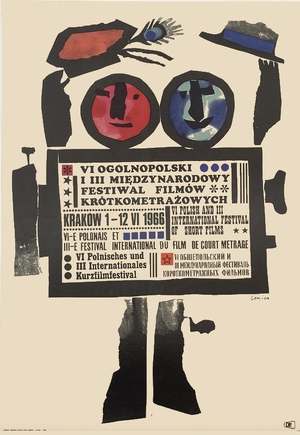 VI OGOLNOPOLSKI
I III MIĘDZYNARODOWY
FESTIWAL FILMÓW
KRÓTKOMETRAŻOWYCH
KRAKOW 1–12 VI 1966
VI POLISH AND III
INTERNATIONAL FESTIVAL
OF SHORT FILMS
VI-E POLONAIS ET
III-E FESTIVAL INTERNATIONAL DU FILM DE COURT METRAGE
VI Polnisches und
III Internationales
Kurzfilmfestival
VI ОБЩЕПОЛЬСКИЙ И
III МЕЖДУНАРОДНЫЙ ФЕСТИВАЛЬ
КОРОТКОМЕТРАЖНЫХ ФИЛЬМОВ